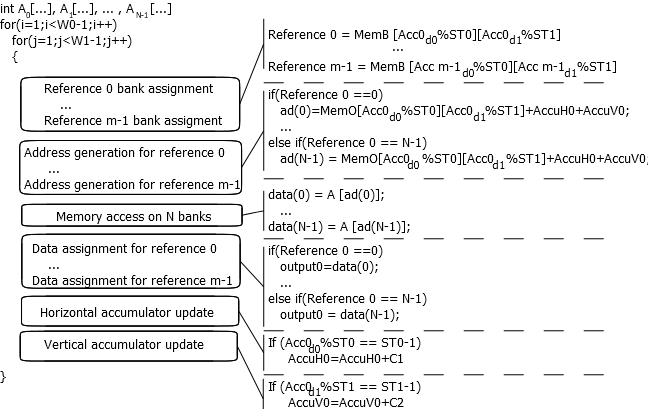 int A0[...], A1[...], ... , AN-1[...]
for(i=1;i<W0-1;i++)
for(j=1;j<W1-1;j++)
{
Reference 0 bank assignment
...
Reference m-1 bank assigment
Address generation for reference 0
...
Address generation for reference m-1
Memory access on N banks
Data assignment for reference 0
...
Data assignment for reference m-1
Horizontal accumulator update
Vertical accumulator update
}
Reference 0 = MemB [Acc0d0%ST0][Acc0d1%ST1]
...
Reference m-1 = MemB [Acc m-1d0%ST0][Acc m-1d1%ST1]
if(Reference 0 ==0)
ad(0)=MemO[Acc0d0%ST0][Acc0d1%ST1]+AccuH0+AccuV0;
...
else if(Reference 0 == N-1)
ad(N-1) = MemO[Acc0d0%ST0][Acc0d1%ST1]+AccuH0+AccuV0;
data(0) = A [ad(0)];
...
data(N-1) = A [ad(N-1)];
if(Reference 0 ==0)
output0=data(0);
...
else if(Reference 0 == N-1)
output0 = data(N-1);
If (Acc0d0%ST0 == ST0-1)
AccuH0=AccuH0+C1
If (Acc0d1%ST1 == ST1-1)
AccuV0=AccuV0+C2